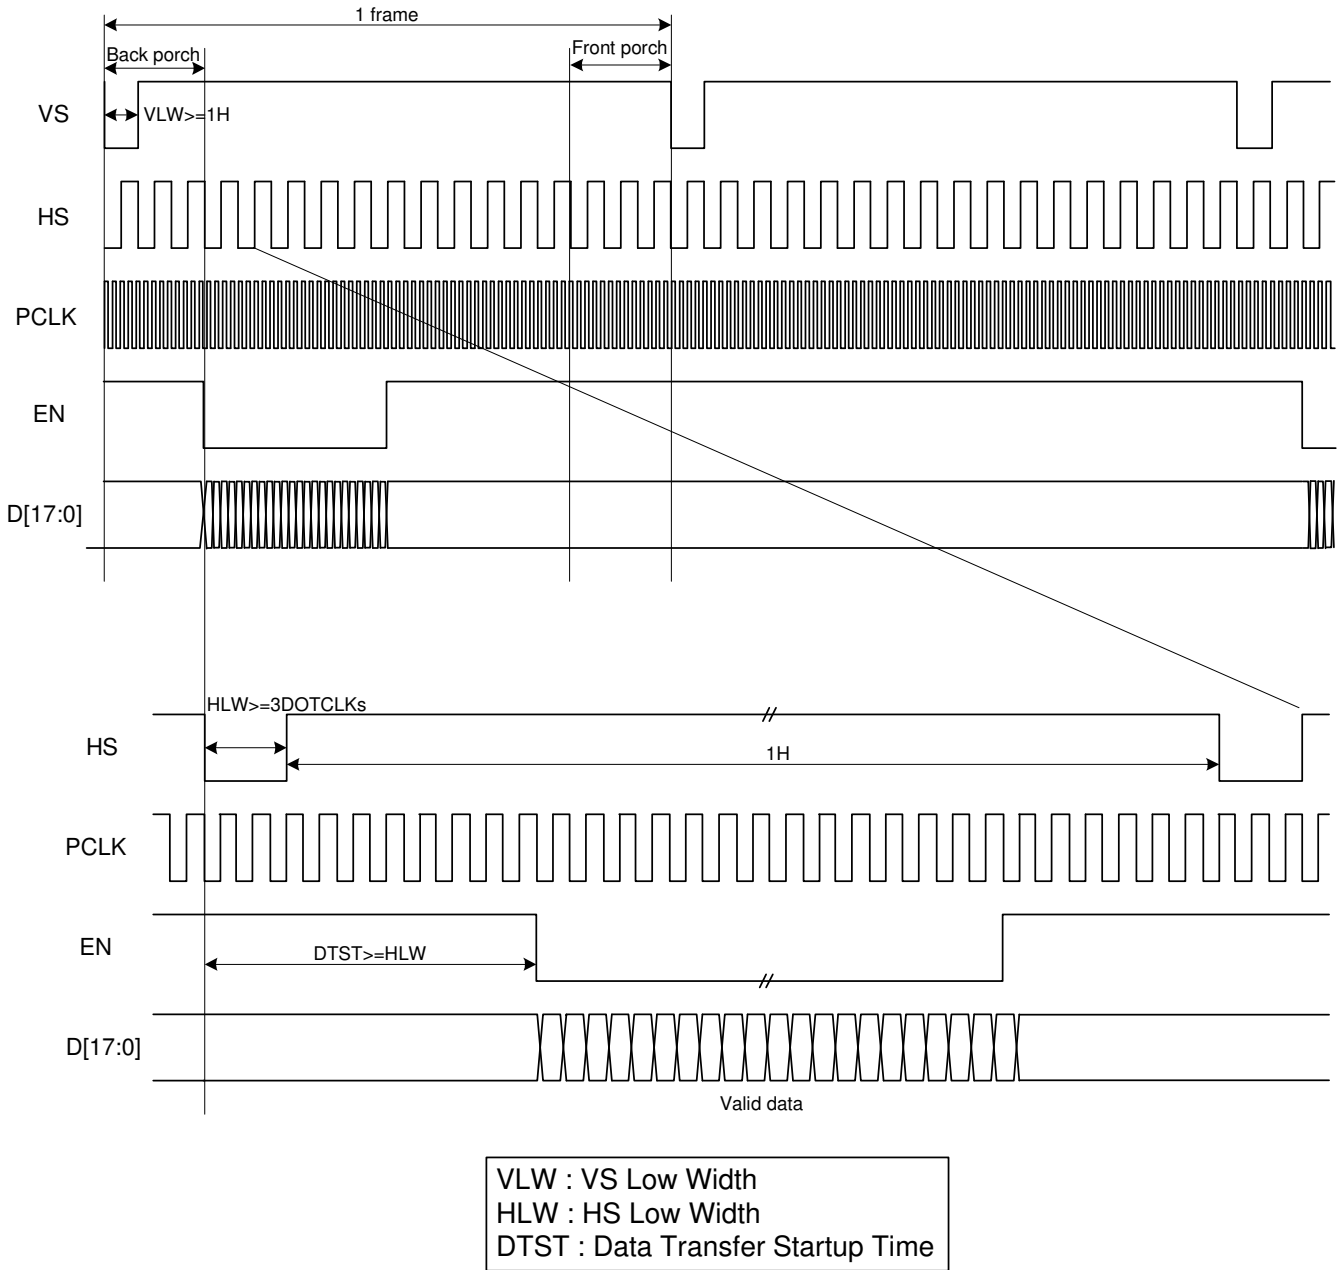 1 frame
Back porch
Front porch
VS
VLW>=1H
HS
PCLK
EN
D[17:0]
HLW>=3DOTCLKs
HS
1H
PCLK
EN
DTST>=HLW
D[17:0]
Valid data
VLW : VS Low Width
HLW : HS Low Width
DTST : Data Transfer Startup Time